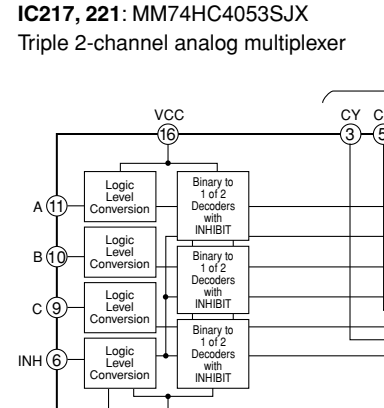 IC217, 221: MM74HC4053SJX
Triple 2-channel analog multiplexer
VCC
16
CY
3
A
11
Logic
Level
Conversion
Binary to
1 of 2
Decoders
with
INHIBIT
B
10
Logic
Level
Conversion
Binary to
1 of 2
Decoders
with
INHIBIT
C
9
Logic
Level
Conversion
Binary to
1 of 2
Decoders
with
INHIBIT
INH
6
Logic
Level
Conversion